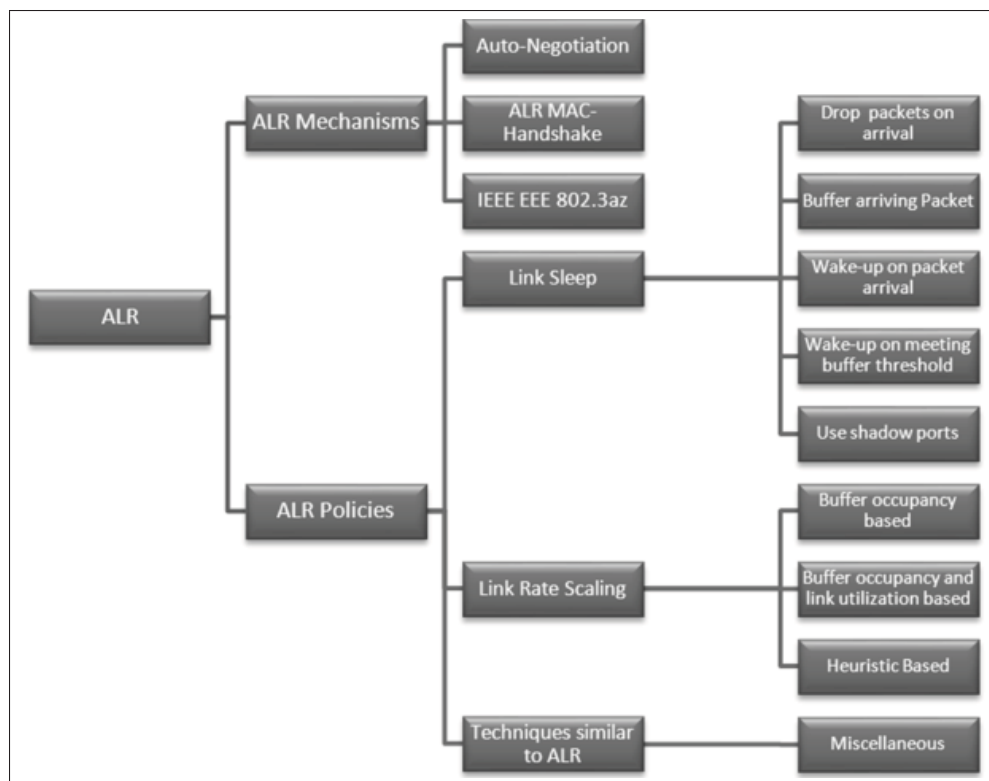 Auto-Negotiation
ALR Mechanisms
ALR MAC-
Handshake
IEEE EEE 802.3az
Drop packets on
arrival
Buffer arriving Packet
Link Sleep
Wake-up on packet
arrival
ALR
Wake-up on meeting
buffer threshold
Use shadow ports
ALR Policies
Buffer occupancy
based
Link Rate Scaling
Buffer occupancy and
link utilization based
Heuristic Based
Techniques similar
to ALR
Miscellaneous